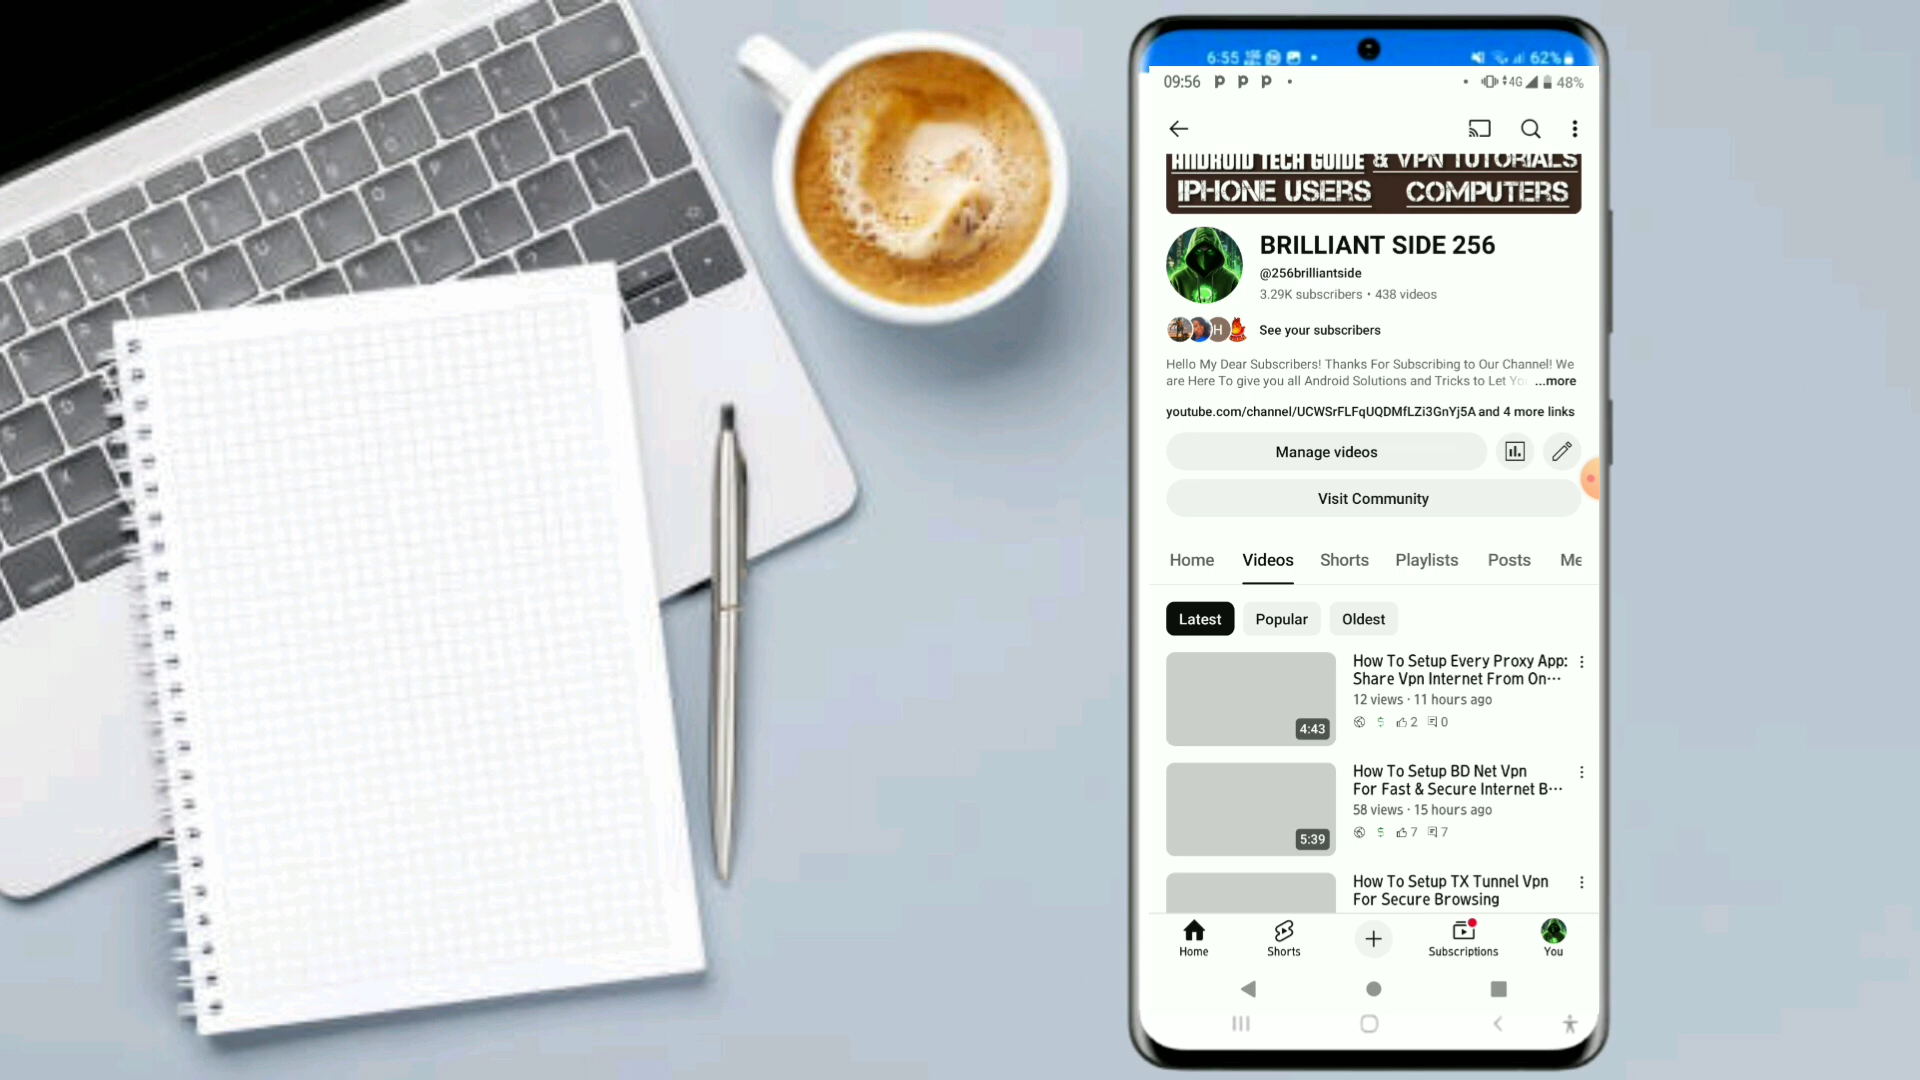 6:55
62%
09:56 P P P •
• 4G 48%
ANDROID TECH GUIDE & VPN TUTORIALS
IPHONE USERS COMPUTERS
BRILLIANT SIDE 256
@256brilliantside
3.29K subscribers • 438 videos
H
See your subscribers
Hello My Dear Subscribers! Thanks For Subscribing to Our Channel! We
are Here To give you all Android Solutions and Tricks to Let ...more
youtube.com/channel/UCWSrFLFqUQDMfLZi3GnYj5A and 4 more links
Manage videos
Visit Community
Home Videos Shorts Playlists Posts Me
Latest Popular Oldest
How To Setup Every Proxy App:
Share Vpn Internet From On...
12 views · 11 hours ago
2 0
4:43
How To Setup BD Net Vpn
For Fast & Secure Internet B...
58 views · 15 hours ago
7 7
5:39
How To Setup TX Tunnel Vpn
For Secure Browsing
Home Shorts + Subscriptions You